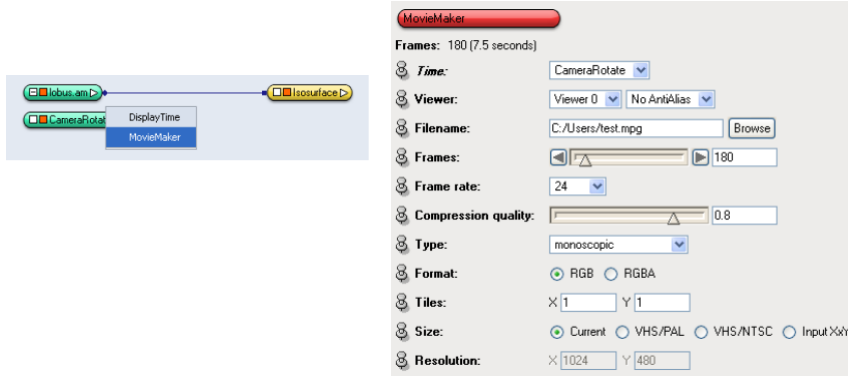 lobus.am
Isosurface
CameraRotat
DisplayTime
MovieMaker
MovieMaker
Frames: 180 (7.5 seconds)
Time: CameraRotate
Viewer: Viewer 0 No AntiAlias
Filename: C:/Users/test.mpg Browse
Frames: 180
Frame rate: 24
Compression quality: 0.8
Type: monoscopic
Format: RGB RGBA
Tiles: X 1 Y 1
Size: Current VHS/PAL VHS/NTSC Input XxY
Resolution: X 1024 Y 480